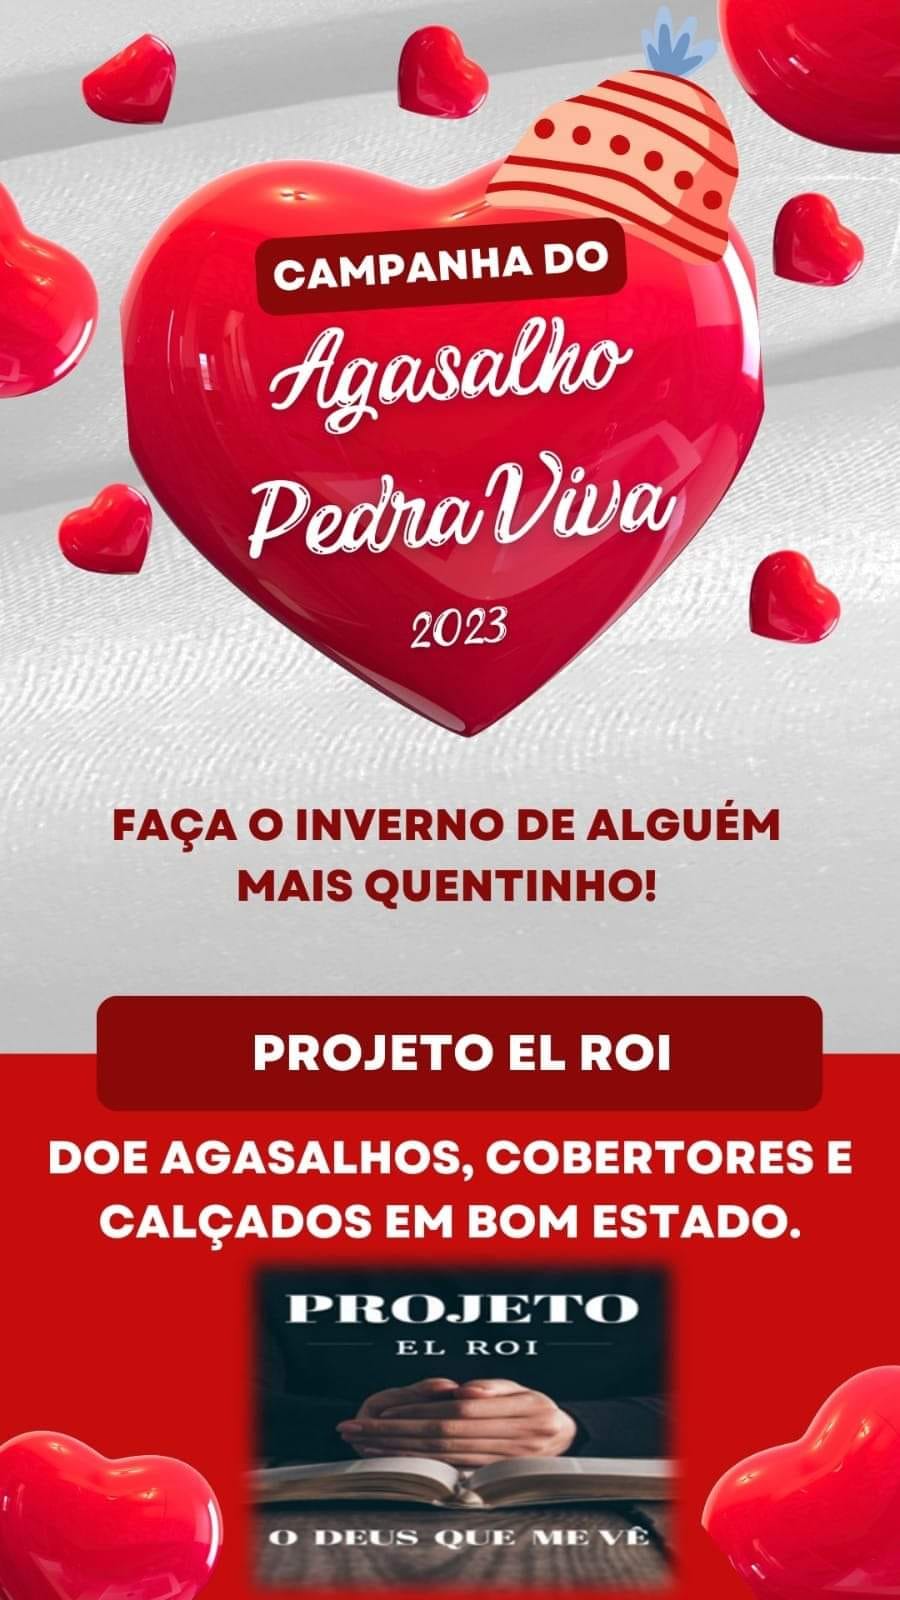 CAMPANHA DO
Agasalho
Pedra Viva
2023
FAÇA O INVERNO DE ALGUÉM
MAIS QUENTINHO!
PROJETO EL ROI
DOE AGASALHOS, COBERTORES E
CALÇADOS EM BOM ESTADO.
PROJETO
EL ROI
O DEUS QUE ME VÊ